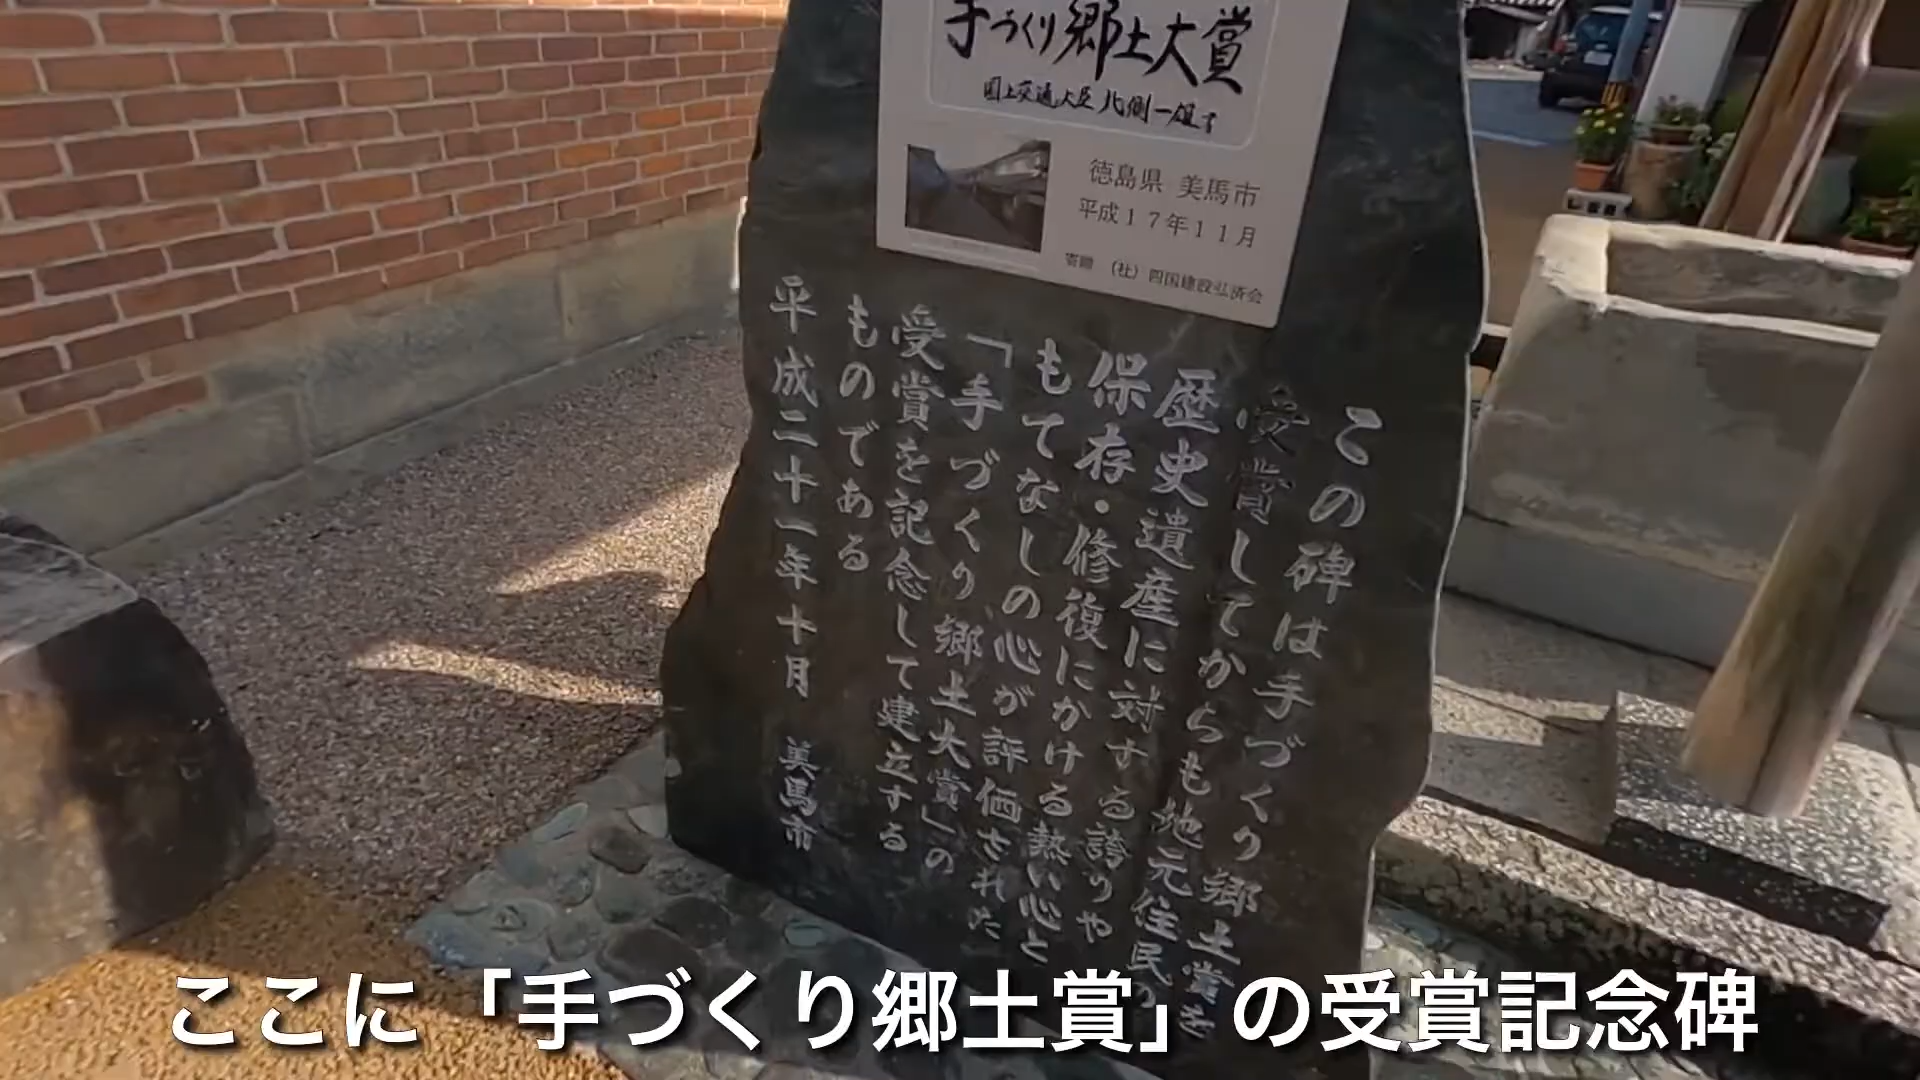 手づくり郷土大賞
国土交通大臣 北側一雄
徳島県 美馬市
平成17年11月
寄贈 (社) 四国建設弘済会
この碑は手づくり郷土賞を
受賞してからも地元住民の
歴史遺産に対する誇りや
保存・修復にかける熱い心と
もてなしの心が評価された
「手づくり郷土大賞」の
受賞を記念して建立する
ものである
平成二十一年十月 美馬市
ここに「手づくり郷土賞」の受賞記念碑